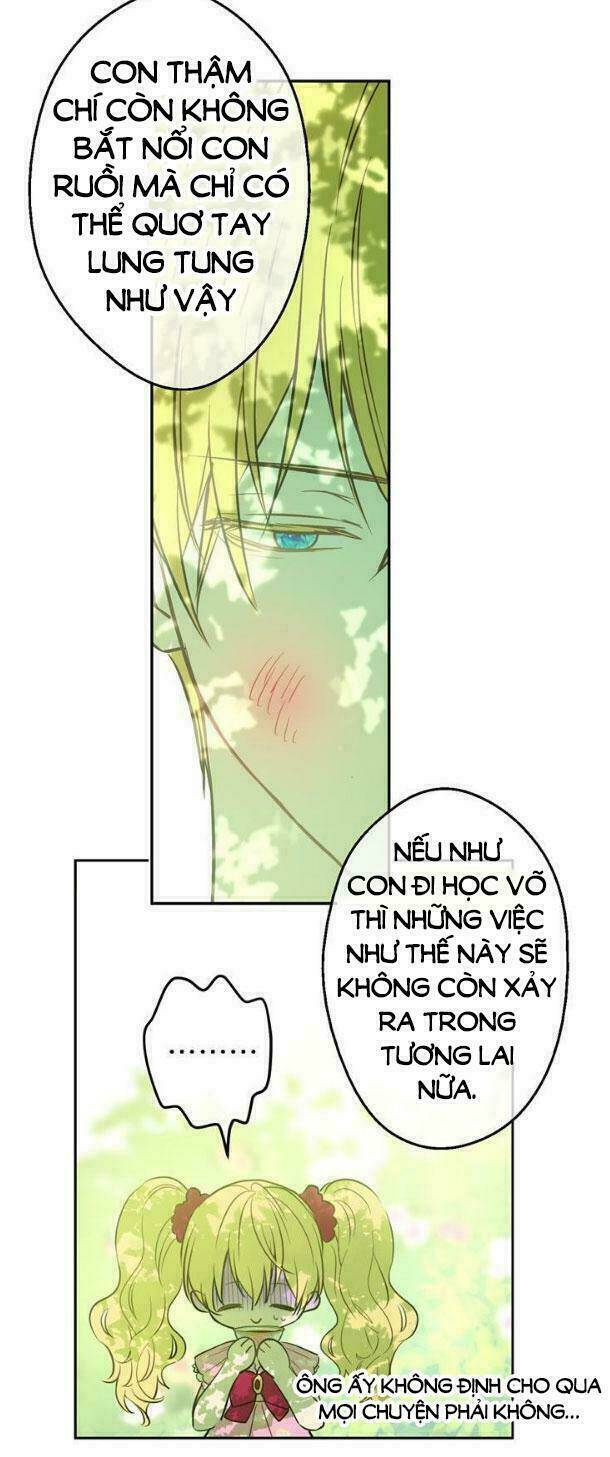 CON THẬM
CHÍ CÒN KHÔNG
BẮT NỔI CON
RUỒI MÀ CHỈ CÓ
THỂ QUƠ TAY
LUNG TUNG
NHƯ VẬY
NẾU NHƯ
CON ĐI HỌC VÕ
THÌ NHỮNG VIỆC
NHƯ THẾ NÀY SẼ
KHÔNG CÒN XẢY
RA TRONG
TƯƠNG LAI
NỮA.
..........
ÔNG ẤY KHÔNG ĐỊNH CHO QUA
MỌI CHUYỆN PHẢI KHÔNG...